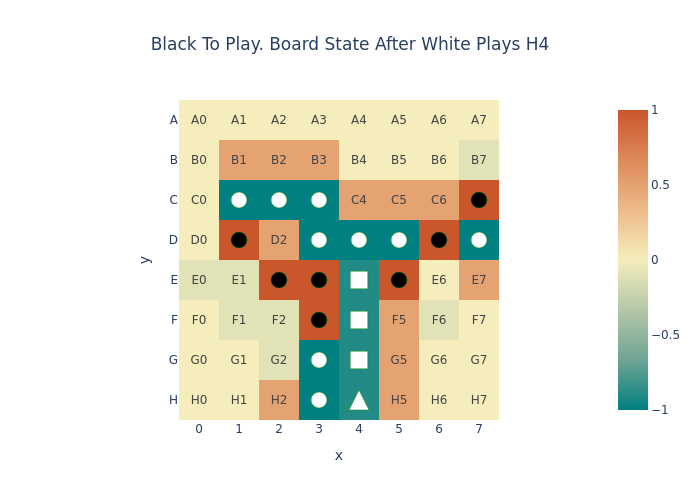 Black To Play. Board State After White Plays H4
A A0 A1 A2 A3 A4 A5 A6 A7
B B0 B1 B2 B3 B4 B5 B6 B7
C C0 C4 C5 C6
D D0 D2
E E0 E1 E6 E7
F F0 F1 F2 F5 F6 F7
G G0 G1 G2 G5 G6 G7
H H0 H1 H2 H5 H6 H7
0 1 2 3 4 5 6 7
x
y
1
0.5
0
−0.5
−1